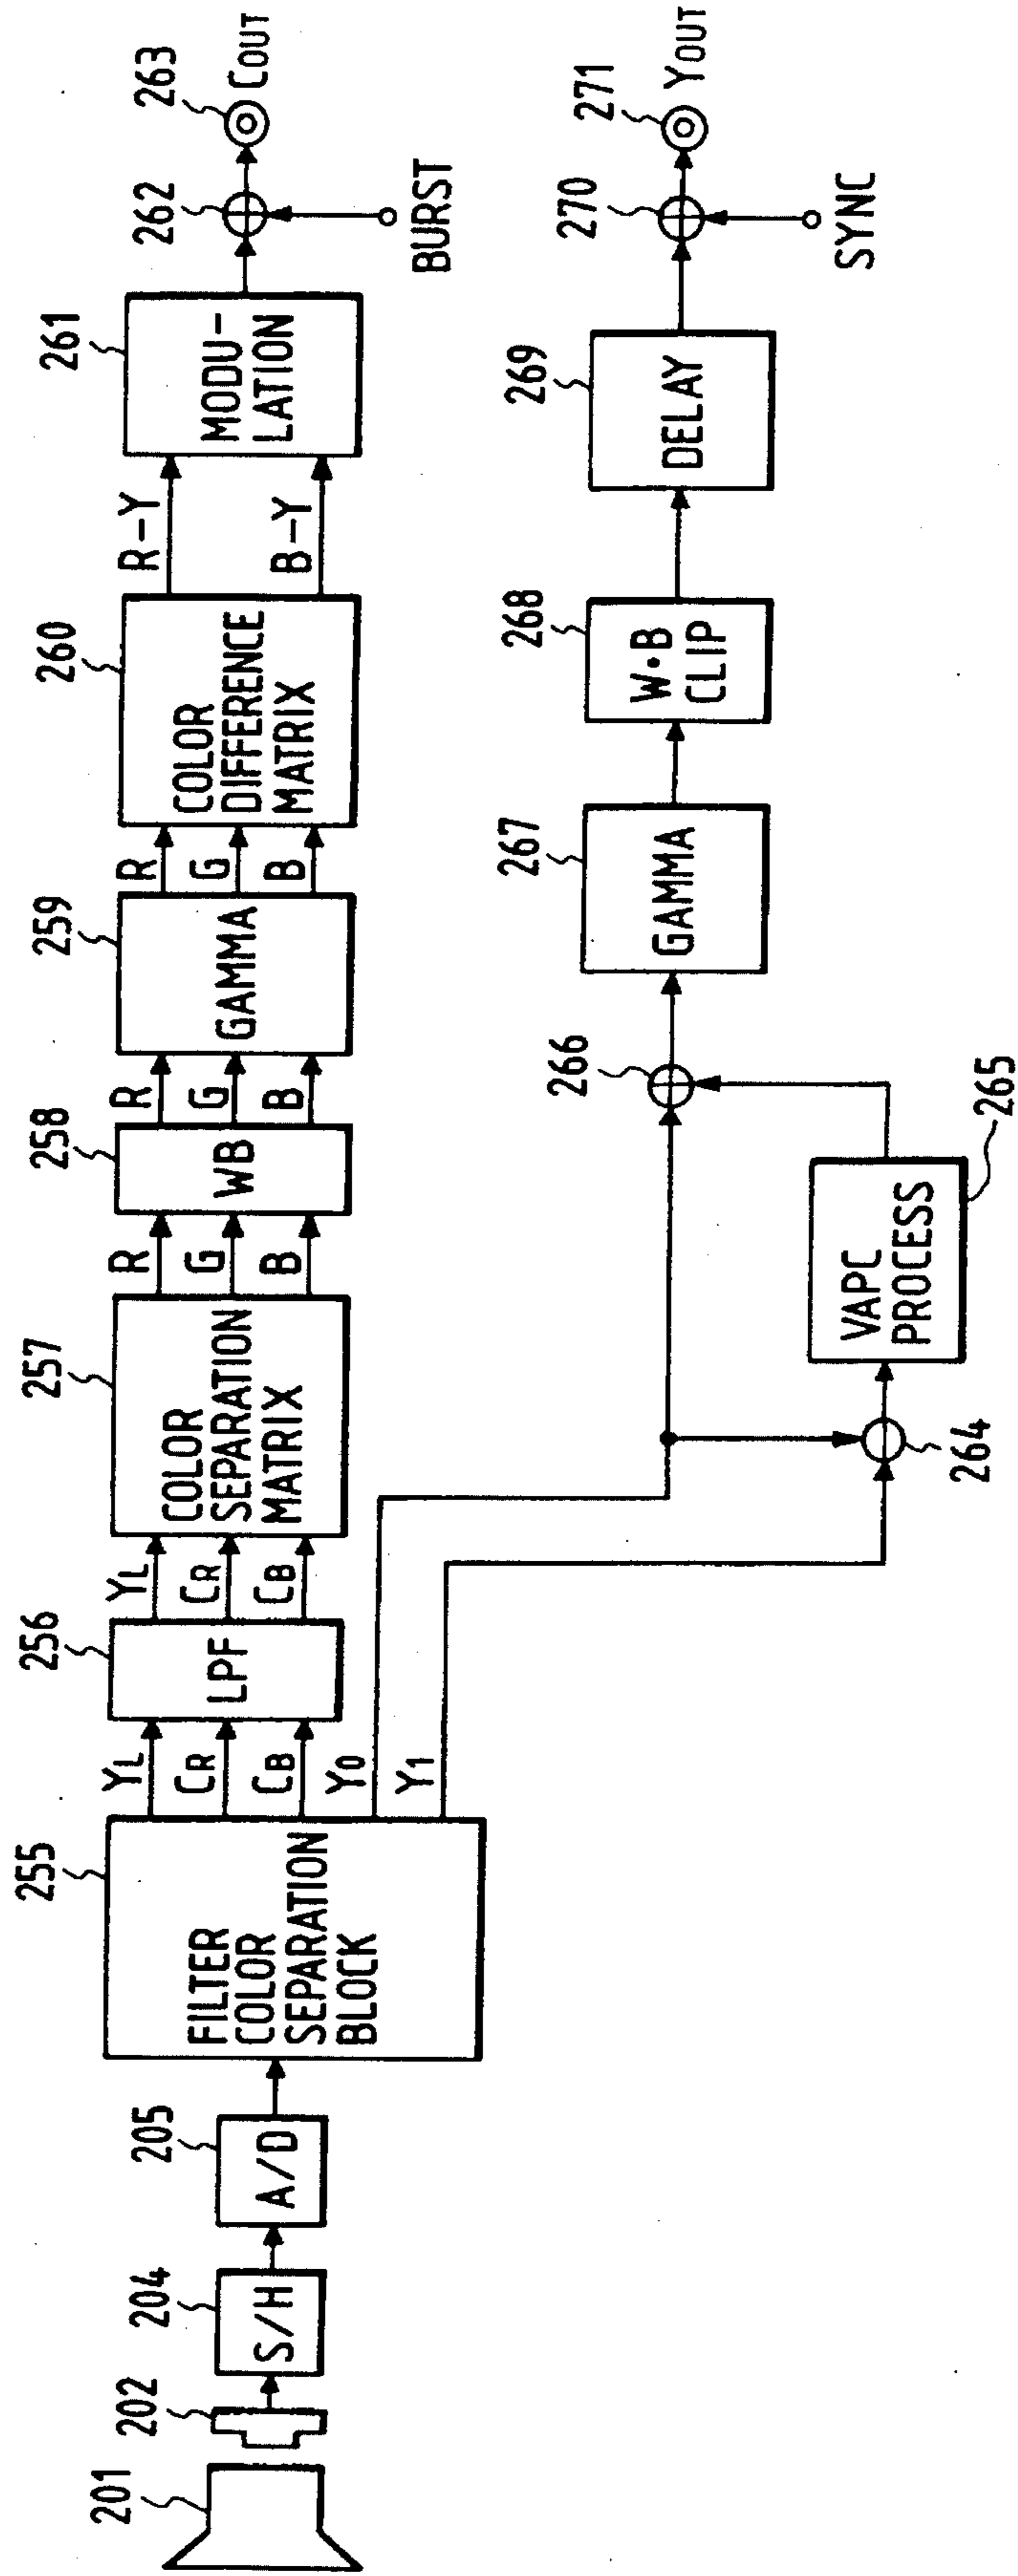 201
202
204
S/H
205
A/D
255
FILTER
COLOR
SEPARATION
BLOCK
YL
CR
CB
Y0
Y1
256
LPF
YL
CR
CB
257
COLOR
SEPARATION
MATRIX
R
G
B
258
WB
R
G
B
259
GAMMA
R
G
B
260
COLOR
DIFFERENCE
MATRIX
R-Y
B-Y
261
MODU-
LATION
262
BURST
263
COUT
264
265
VAPC
PROCESS
266
267
GAMMA
268
W·B
CLIP
269
DELAY
270
SYNC
271
YOUT